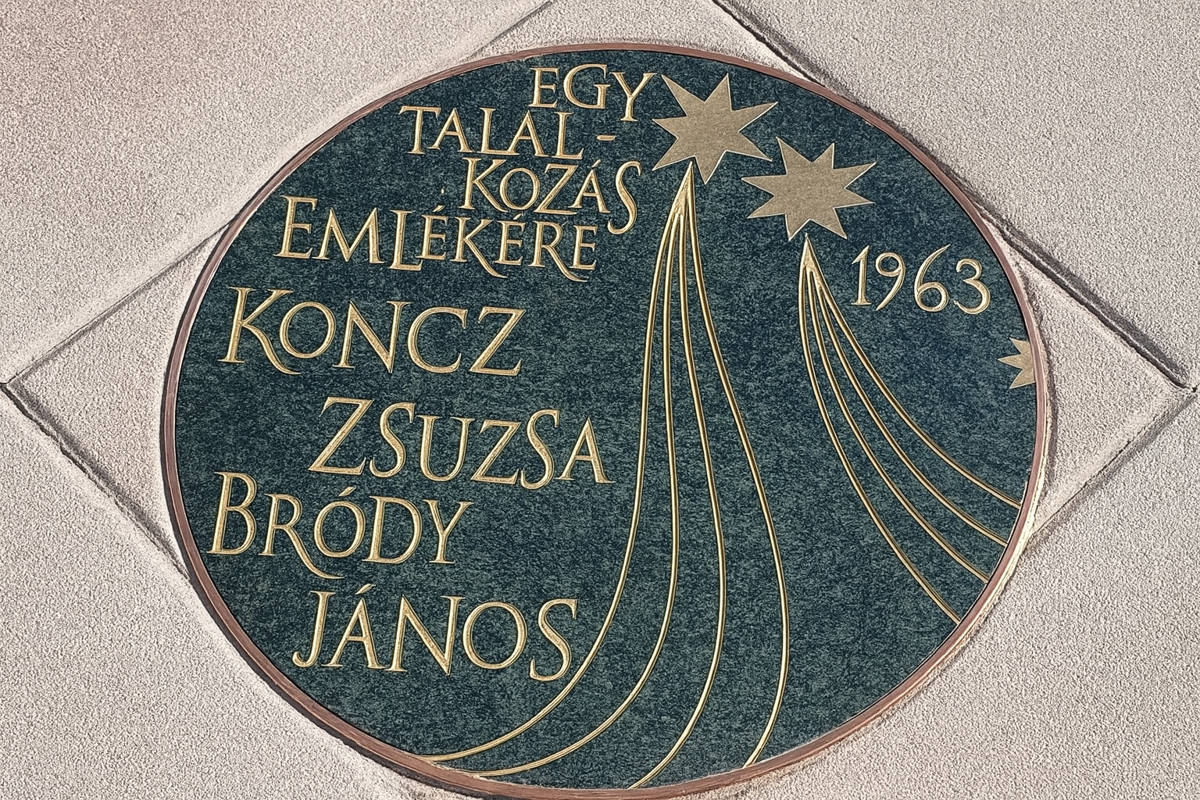 EGY
TALÁL-
KOZÁS
EMLÉKÉRE
KONCZ
ZSUZSA
BRÓDY
JÁNOS
1963